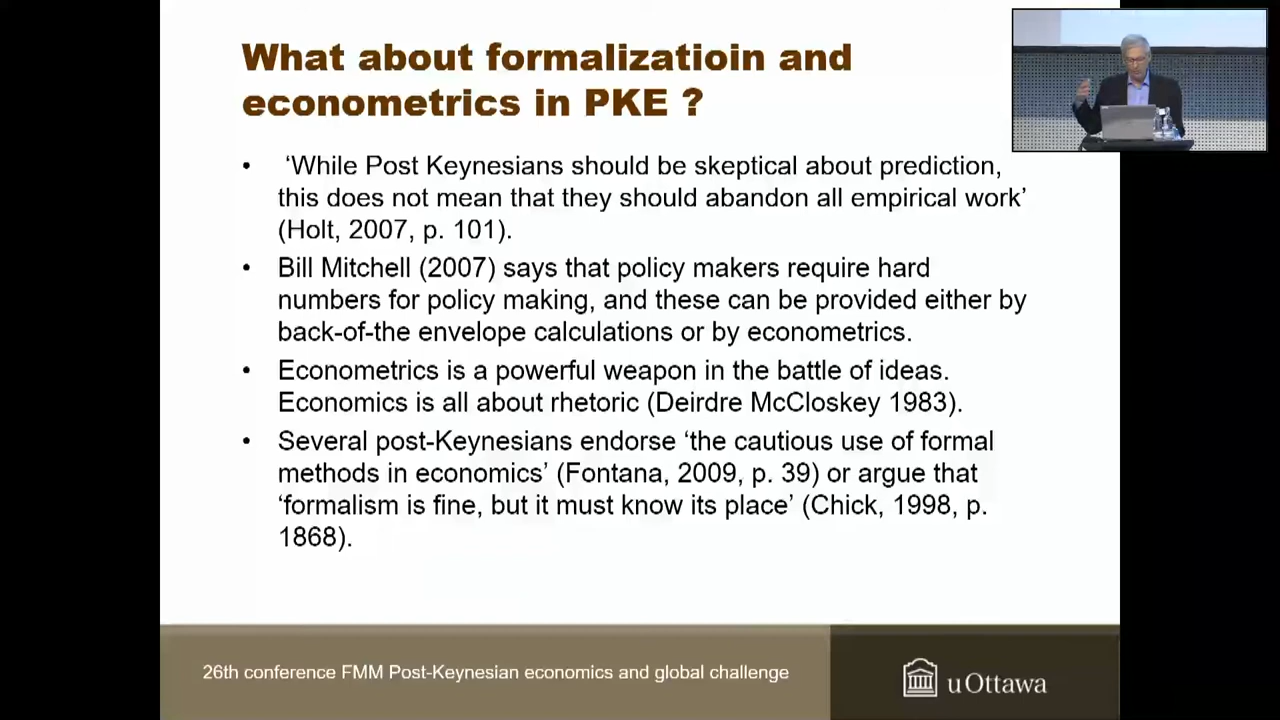 What about formalizatioin and
econometrics in PKE ?
• ‘While Post Keynesians should be skeptical about prediction,
this does not mean that they should abandon all empirical work’
(Holt, 2007, p. 101).
• Bill Mitchell (2007) says that policy makers require hard
numbers for policy making, and these can be provided either by
back-of-the envelope calculations or by econometrics.
• Econometrics is a powerful weapon in the battle of ideas.
Economics is all about rhetoric (Deirdre McCloskey 1983).
• Several post-Keynesians endorse ‘the cautious use of formal
methods in economics’ (Fontana, 2009, p. 39) or argue that
‘formalism is fine, but it must know its place’ (Chick, 1998, p.
1868).
26th conference FMM Post-Keynesian economics and global challenge
uOttawa